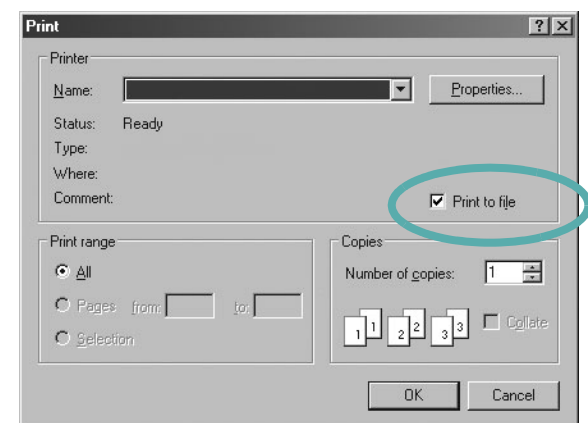 Print
Printer
Name:
Properties...
Status: Ready
Type:
Where:
Comment:
Print to file
Print range
All
Pages from: to:
Selection
Copies
Number of copies: 1
1 1 2 2 3 3
Collate
OK Cancel